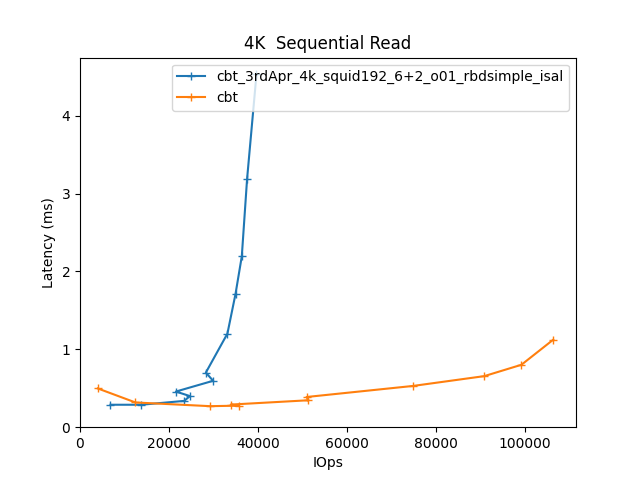 4K Sequential Read
cbt_3rdApr_4k_squid192_6+2_o01_rbdsimple_isal
cbt
Latency (ms)
4
3
2
1
0
0 20000 40000 60000 80000 100000
IOps